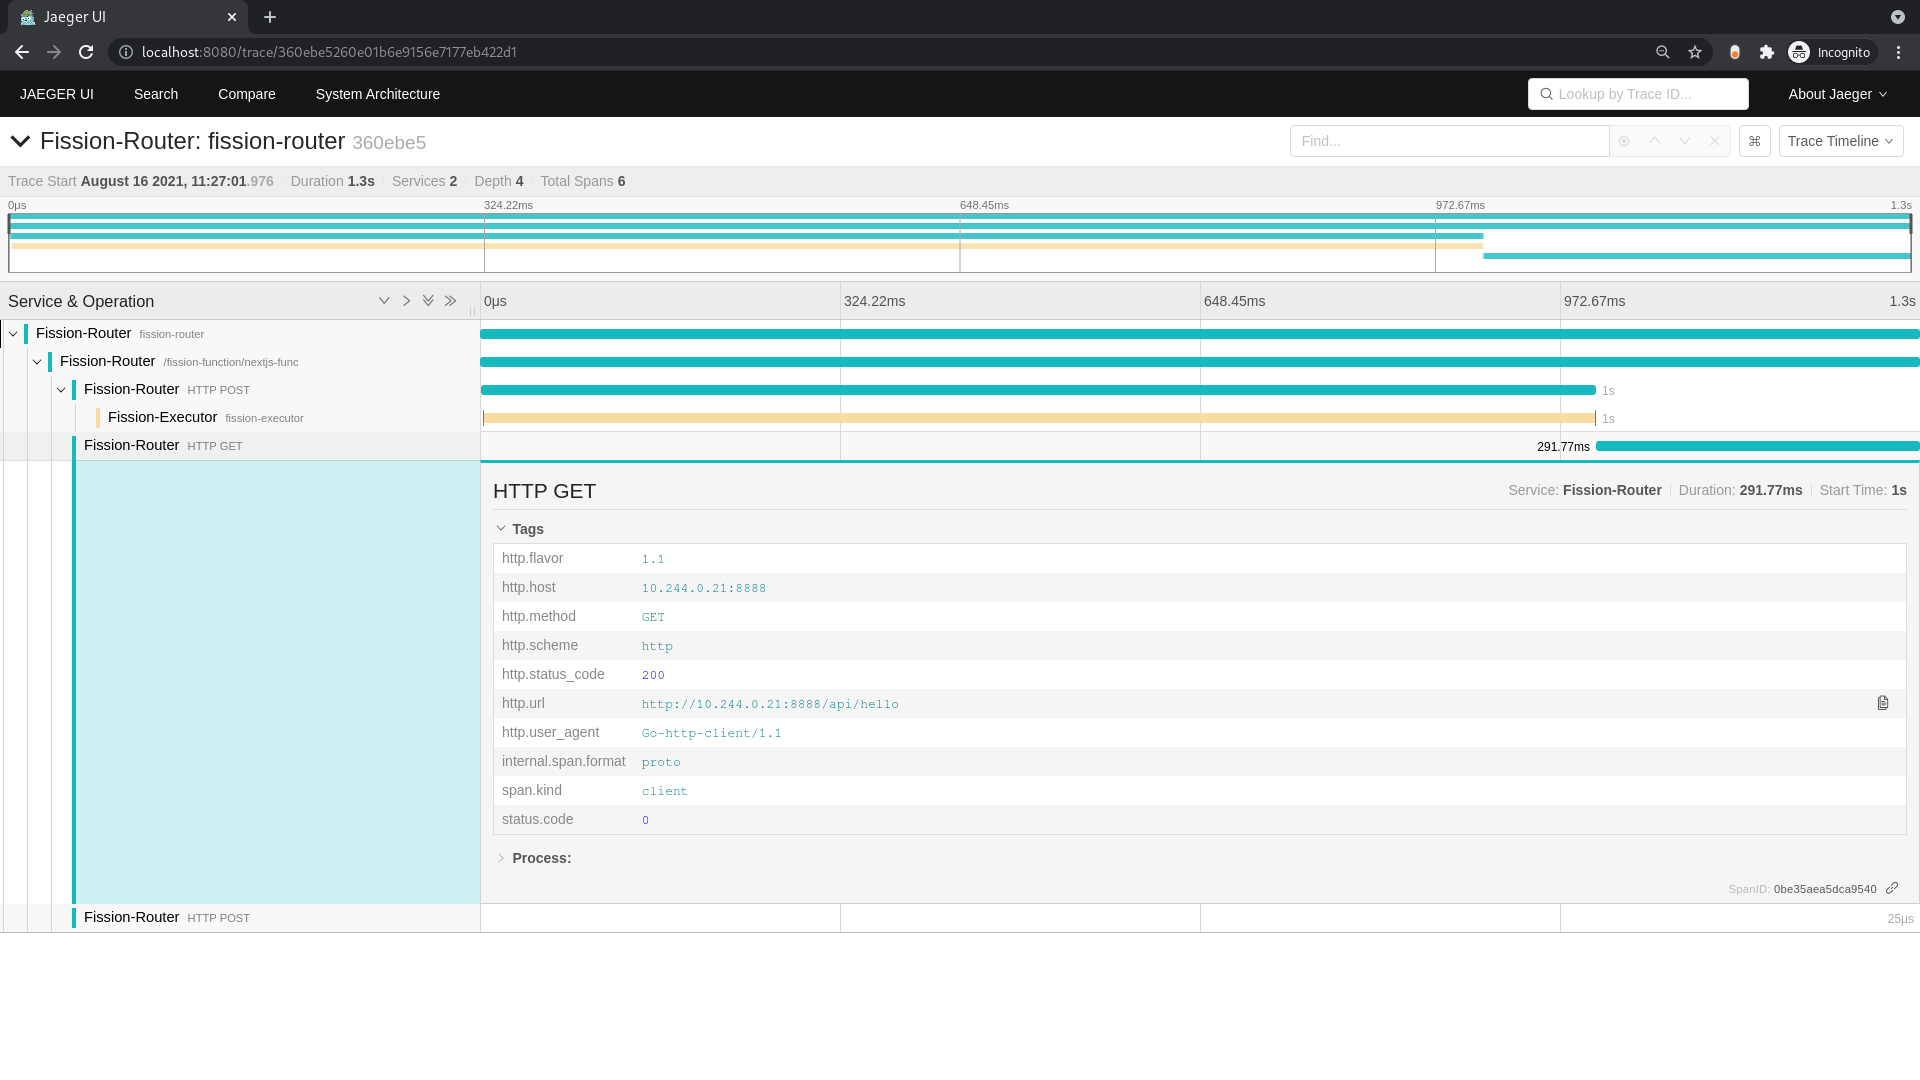 Jaeger UI
localhost:8080/trace/360ebe5260e01b6e9156e7177eb422d1
Incognito
JAEGER UI Search Compare System Architecture Lookup by Trace ID... About Jaeger
Fission-Router: fission-router 360ebe5 Find... ⌘ Trace Timeline
Trace Start August 16 2021, 11:27:01.976 Duration 1.3s Services 2 Depth 4 Total Spans 6
0μs 324.22ms 648.45ms 972.67ms 1.3s
Service & Operation 0μs 324.22ms 648.45ms 972.67ms 1.3s
Fission-Router fission-router
Fission-Router /fission-function/nextjs-func
Fission-Router HTTP POST 1s
Fission-Executor fission-executor 1s
Fission-Router HTTP GET 291.77ms
HTTP GET Service: Fission-Router Duration: 291.77ms Start Time: 1s
Tags
http.flavor 1.1
http.host 10.244.0.21:8888
http.method GET
http.scheme http
http.status_code 200
http.url http://10.244.0.21:8888/api/hello
http.user_agent Go-http-client/1.1
internal.span.format proto
span.kind client
status.code 0
Process:
SpanID: 0be35aea5dca9540
Fission-Router HTTP POST 25μs